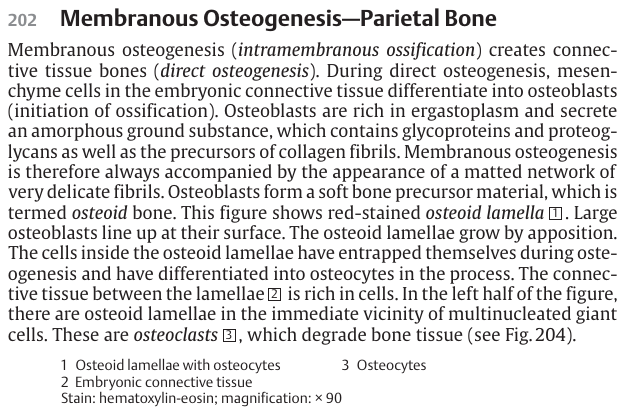 202 Membranous Osteogenesis—Parietal Bone
Membranous osteogenesis (intramembranous ossification) creates connec-
tive tissue bones (direct osteogenesis). During direct osteogenesis, mesen-
chyme cells in the embryonic connective tissue differentiate into osteoblasts
(initiation of ossification). Osteoblasts are rich in ergastoplasm and secrete
an amorphous ground substance, which contains glycoproteins and proteog-
lycans as well as the precursors of collagen fibrils. Membranous osteogenesis
is therefore always accompanied by the appearance of a matted network of
very delicate fibrils. Osteoblasts form a soft bone precursor material, which is
termed osteoid bone. This figure shows red-stained osteoid lamella 1. Large
osteoblasts line up at their surface. The osteoid lamellae grow by apposition.
The cells inside the osteoid lamellae have entrapped themselves during oste-
ogenesis and have differentiated into osteocytes in the process. The connec-
tive tissue between the lamellae 2 is rich in cells. In the left half of the figure,
there are osteoid lamellae in the immediate vicinity of multinucleated giant
cells. These are osteoclasts 3, which degrade bone tissue (see Fig. 204).
1 Osteoid lamellae with osteocytes 3 Osteocytes
2 Embryonic connective tissue
Stain: hematoxylin-eosin; magnification: × 90